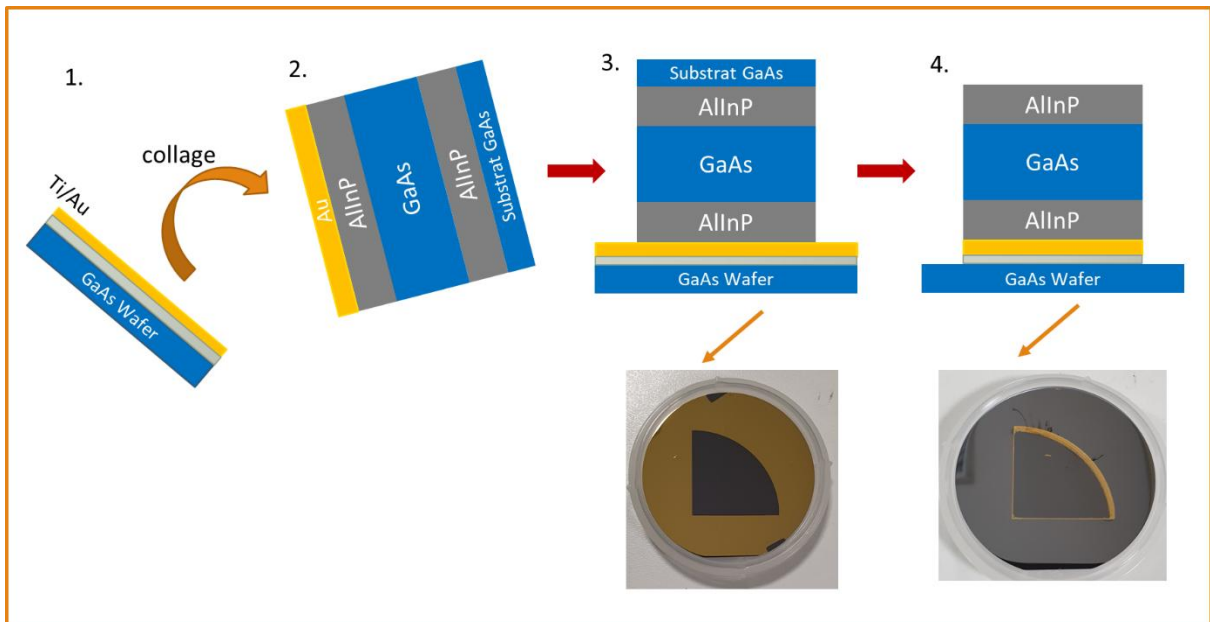 1.
Ti/Au
GaAs Wafer
collage
2.
Au
AlInP
GaAs
AlInP
Substrat GaAs
3.
Substrat GaAs
AlInP
GaAs
AlInP
GaAs Wafer
4.
AlInP
GaAs
AlInP
GaAs Wafer